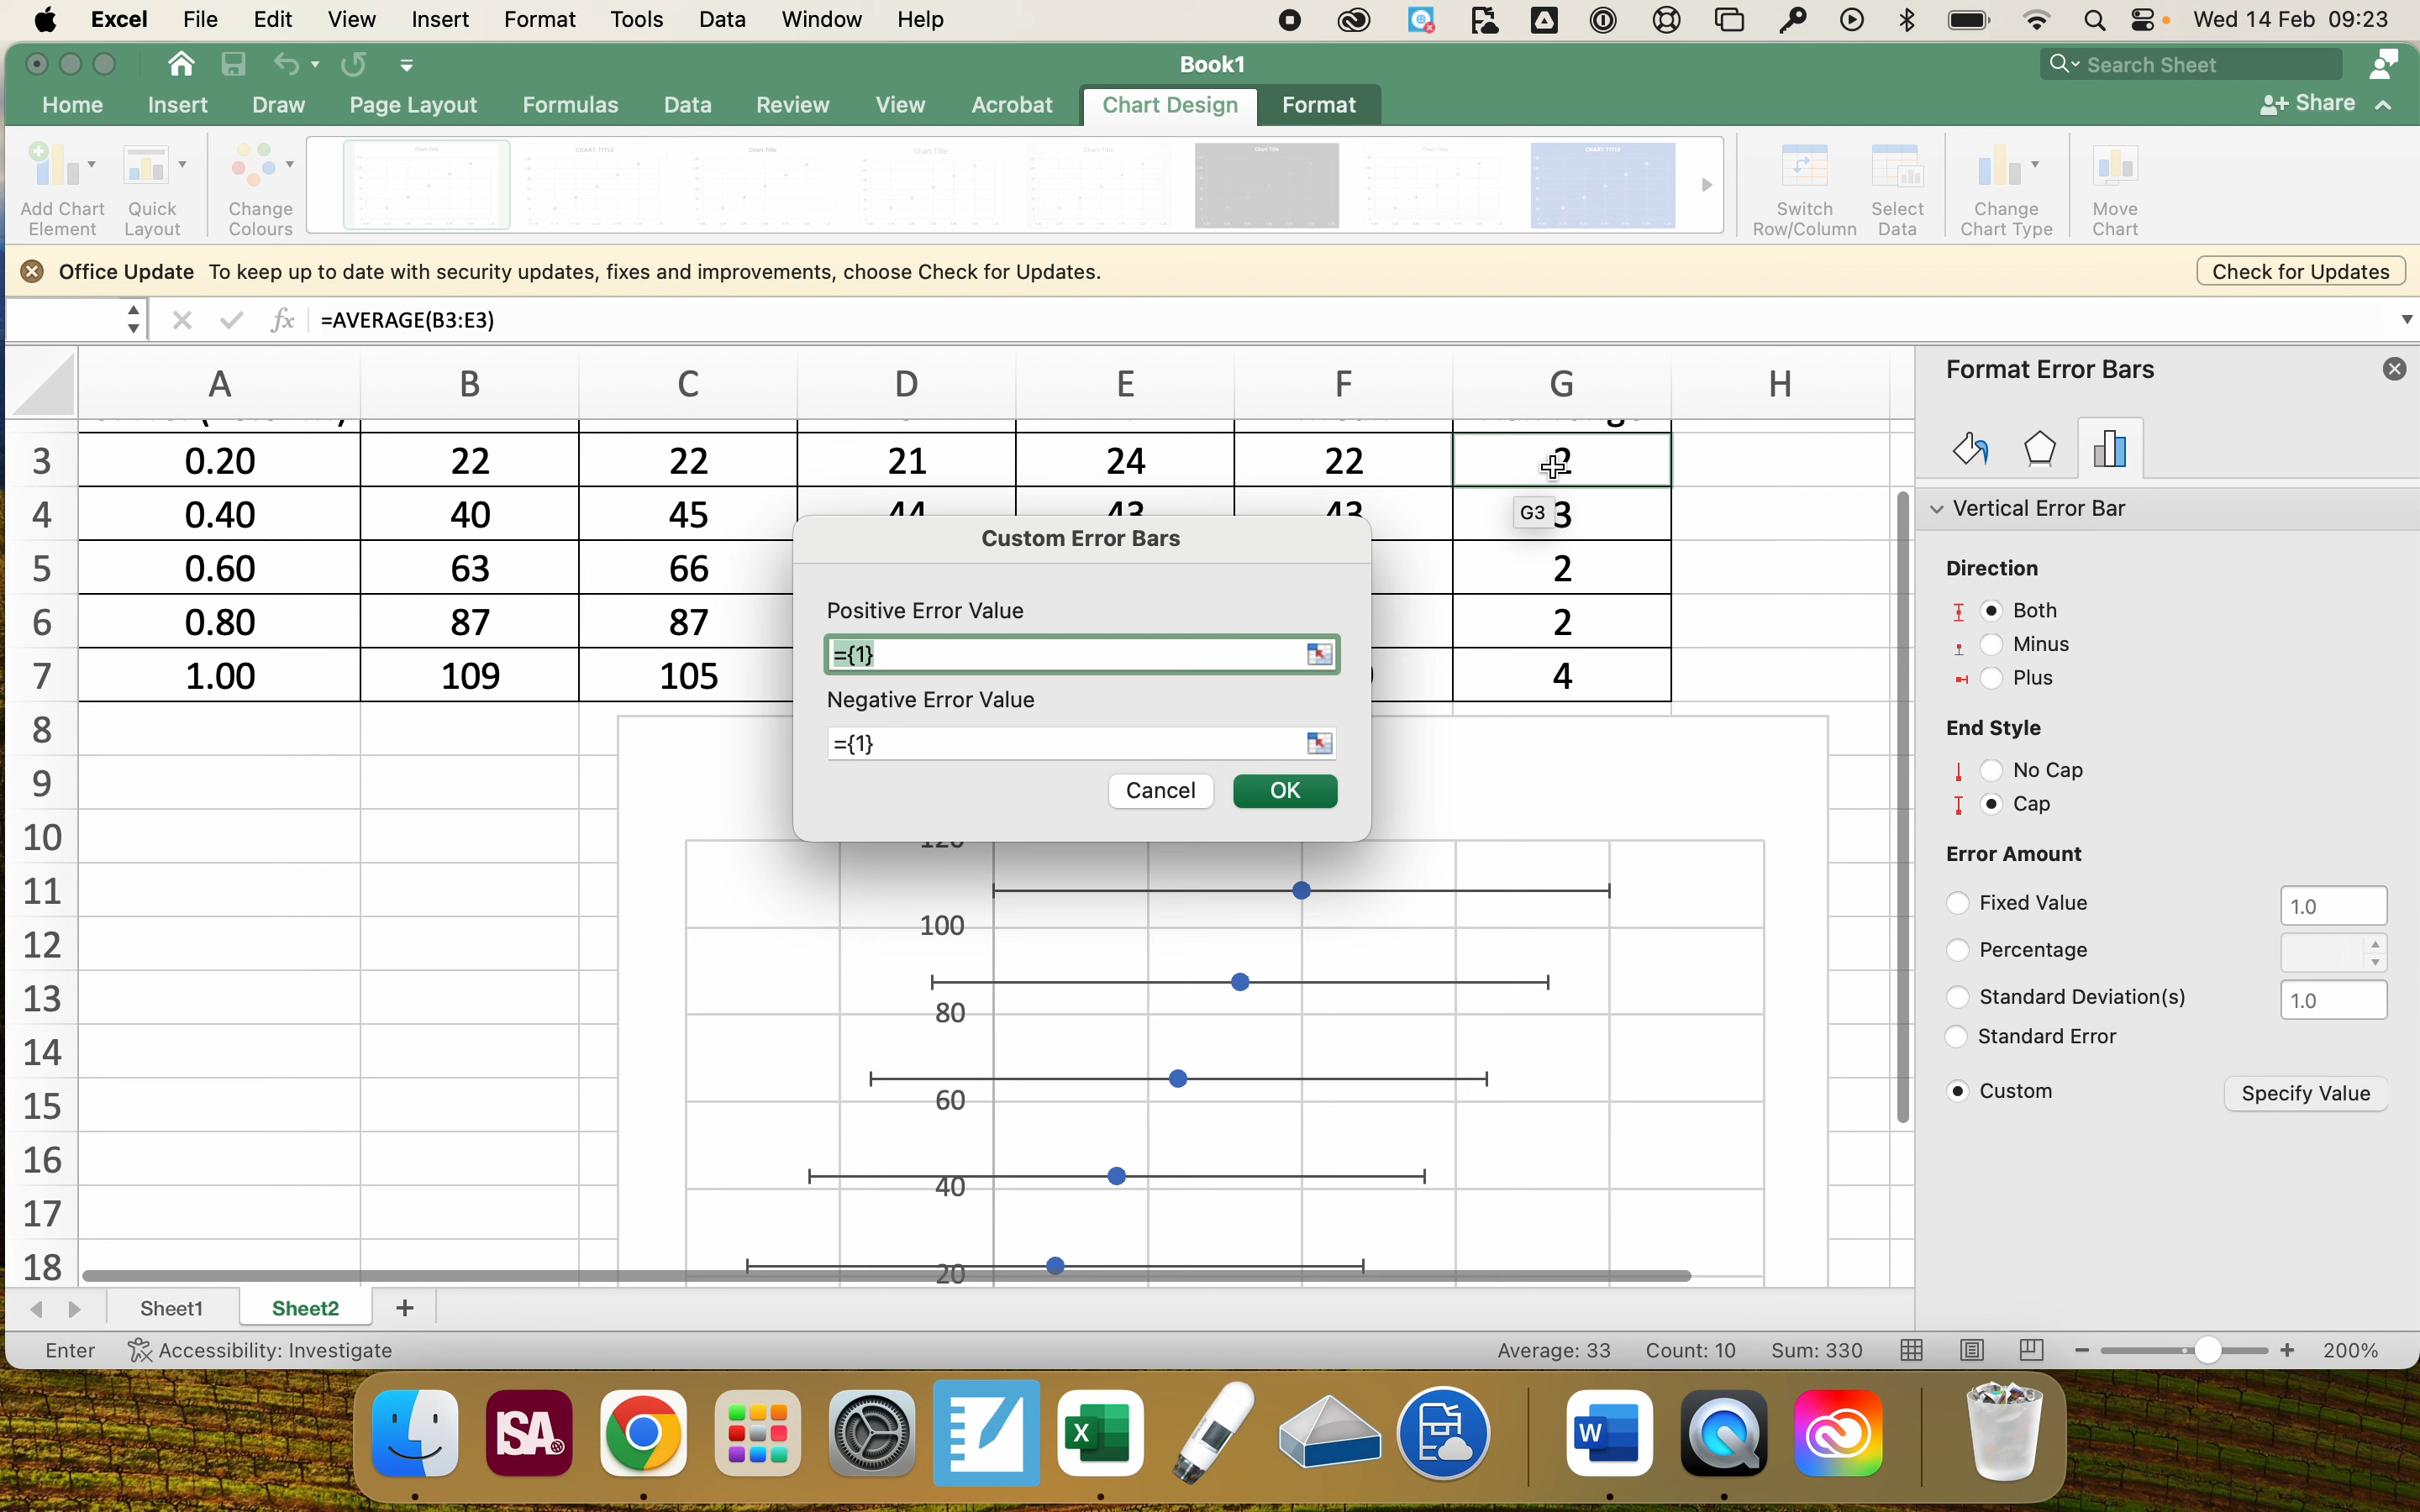 Excel File Edit View Insert Format Tools Data Window Help Wed 14 Feb 09:23
Book1 Search Sheet
Home Insert Draw Page Layout Formulas Data Review View Acrobat Chart Design Format Share
Add Chart Element Quick Layout Change Colours Switch Row/Column Select Data Change Chart Type Move Chart
Office Update To keep up to date with security updates, fixes and improvements, choose Check for Updates. Check for Updates
fx =AVERAGE(B3:E3)
A B C D E F G H
3 0.20 22 22 21 24 22 2
4 0.40 40 45 44 43 43 3
G3
5 0.60 63 66 2
6 0.80 87 87 2
7 1.00 109 105 4
8
9
10
11
12
13
14
15
16
17
18
Custom Error Bars
Positive Error Value
={1}
Negative Error Value
={1}
Cancel OK
120
100
80
60
40
20
Format Error Bars
Vertical Error Bar
Direction
Both
Minus
Plus
End Style
No Cap
Cap
Error Amount
Fixed Value 1.0
Percentage
Standard Deviation(s) 1.0
Standard Error
Custom Specify Value
Sheet1 Sheet2 +
Enter Accessibility: Investigate Average: 33 Count: 10 Sum: 330 200%
ISA X W